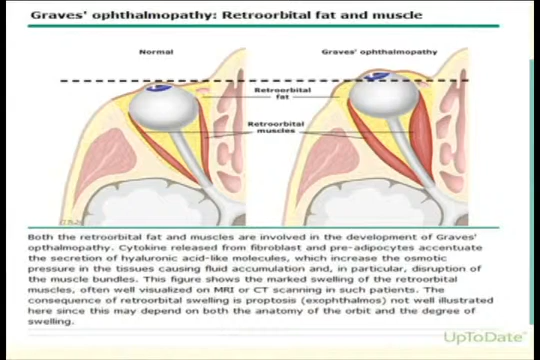 Graves' ophthalmopathy: Retroorbital fat and muscle
Normal
Graves' ophthalmopathy
Retroorbital
fat
Retroorbital
muscles
Both the retroorbital fat and muscles are involved in the development of Graves'
opthalmopathy. Cytokine released from fibroblast and pre-adipocytes accentuate
the secretion of hyaluronic acid-like molecules, which increase the osmotic
pressure in the tissues causing fluid accumulation and, in particular, disruption of
the muscle bundles. This figure shows the marked swelling of the retroorbital
muscles, often well visualized on MRI or CT scanning in such patients. The
consequence of retroorbital swelling is proptosis (exophthalmos) not well illustrated
here since this may depend on both the anatomy of the orbit and the degree of
swelling.
UpToDate